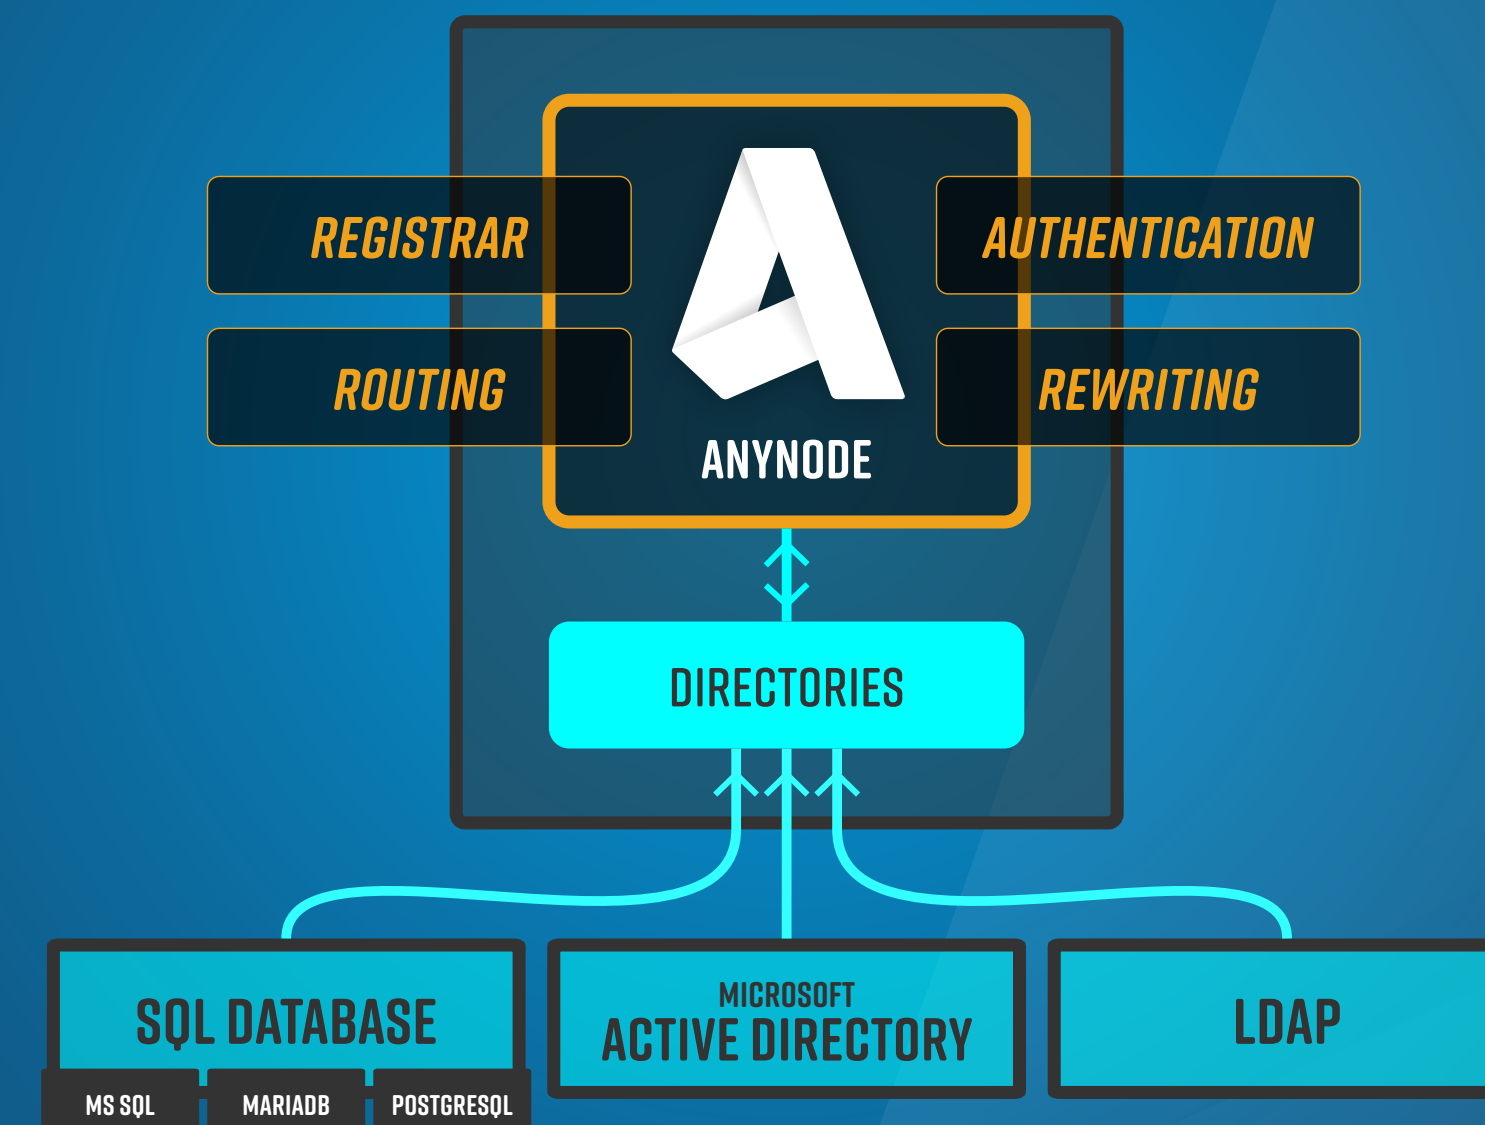 REGISTRAR
AUTHENTICATION
ROUTING
REWRITING
ANYNODE
DIRECTORIES
SQL DATABASE
MICROSOFT
ACTIVE DIRECTORY
LDAP
MS SQL
MARIADB
POSTGRESQL